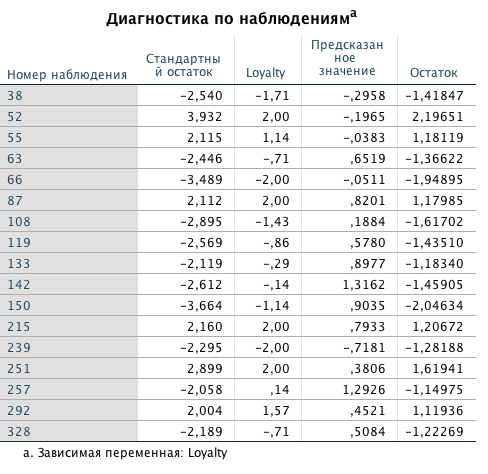 Диагностика по наблюдениямa
Номер наблюдения Стандартны Loyalty Предсказан Остаток
й остаток ное
значение
38 −2,540 −1,71 −,2958 −1,41847
52 3,932 2,00 −,1965 2,19651
55 2,115 1,14 −,0383 1,18119
63 −2,446 −,71 ,6519 −1,36622
66 −3,489 −2,00 −,0511 −1,94895
87 2,112 2,00 ,8201 1,17985
108 −2,895 −1,43 ,1884 −1,61702
119 −2,569 −,86 ,5780 −1,43510
133 −2,119 −,29 ,8977 −1,18340
142 −2,612 −,14 1,3162 −1,45905
150 −3,664 −1,14 ,9035 −2,04634
215 2,160 2,00 ,7933 1,20672
239 −2,295 −2,00 −,7181 −1,28188
251 2,899 2,00 ,3806 1,61941
257 −2,058 ,14 1,2926 −1,14975
292 2,004 1,57 ,4521 1,11936
328 −2,189 −,71 ,5084 −1,22269
a. Зависимая переменная: Loyalty